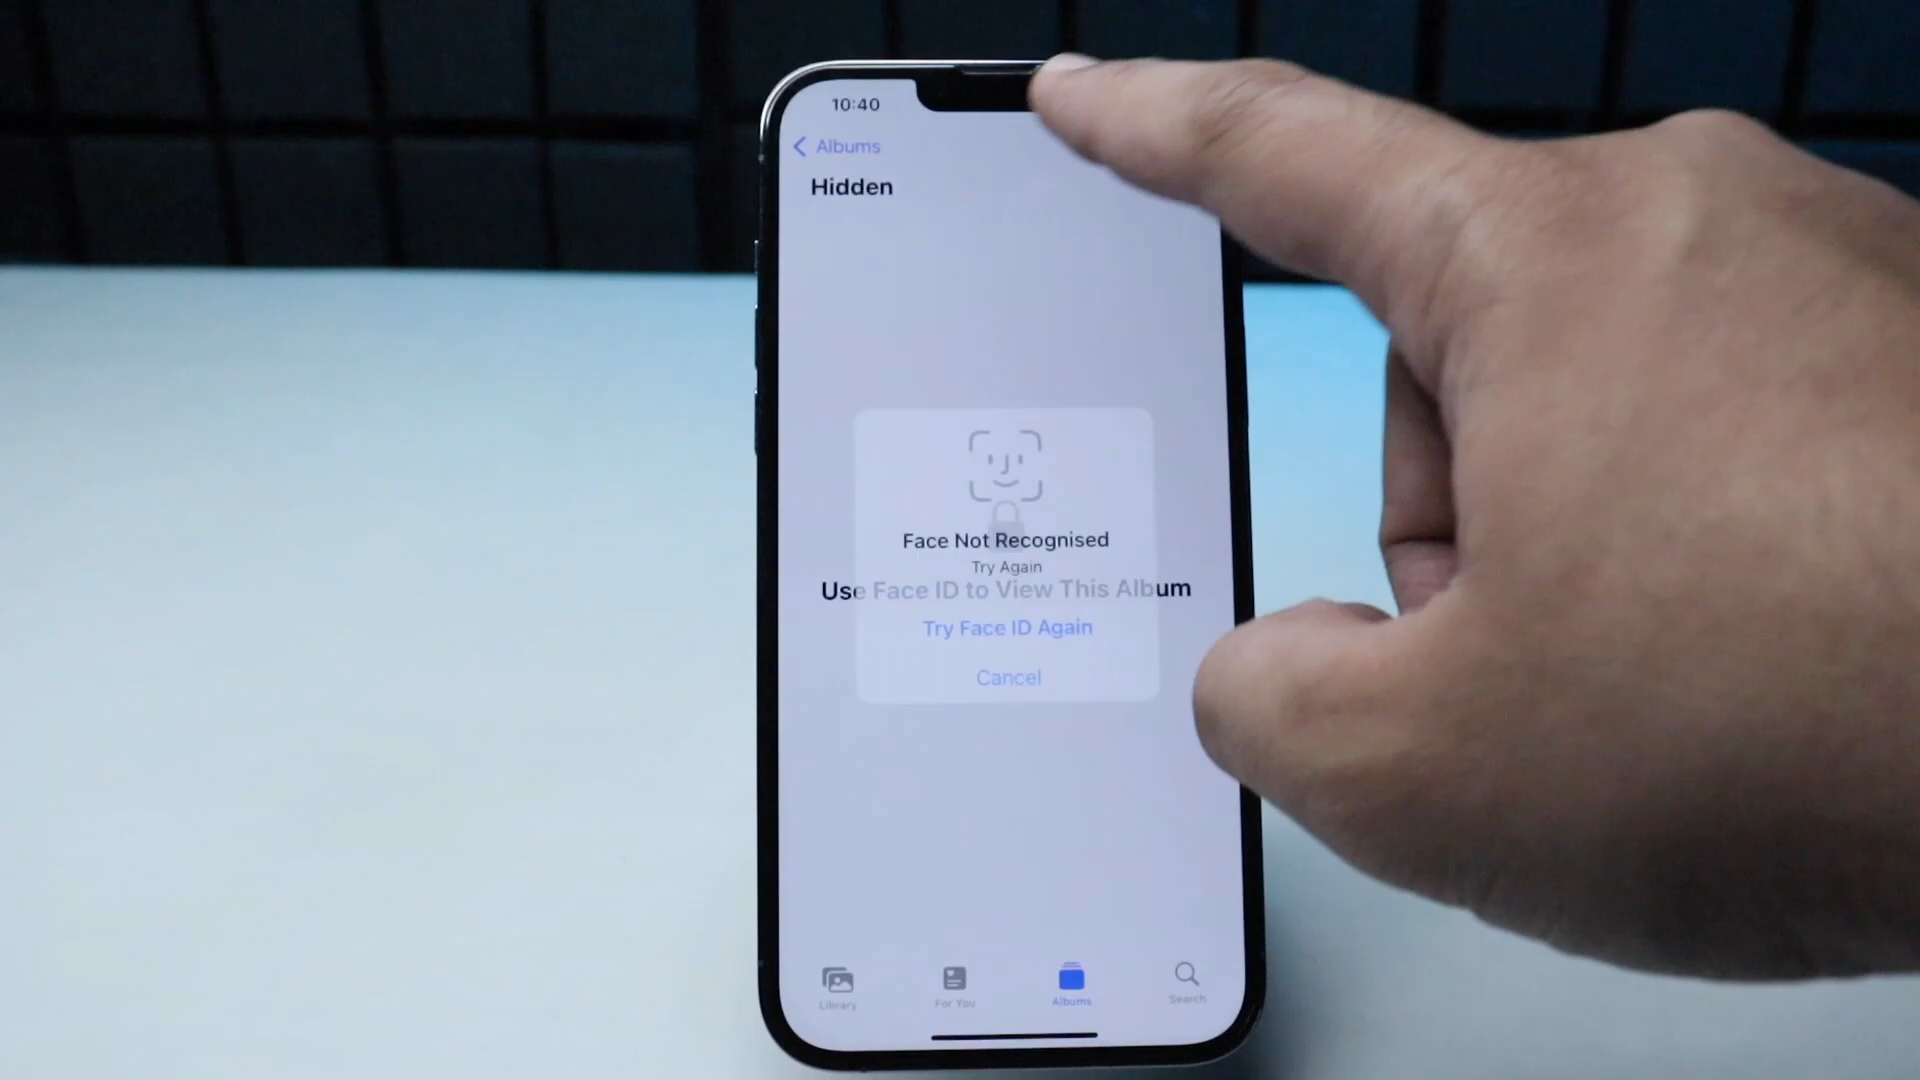 10:40
Albums
Hidden
Face Not Recognised
Try Again
Use Face ID to View This Album
Try Face ID Again
Cancel
Library
For You
Albums
Search